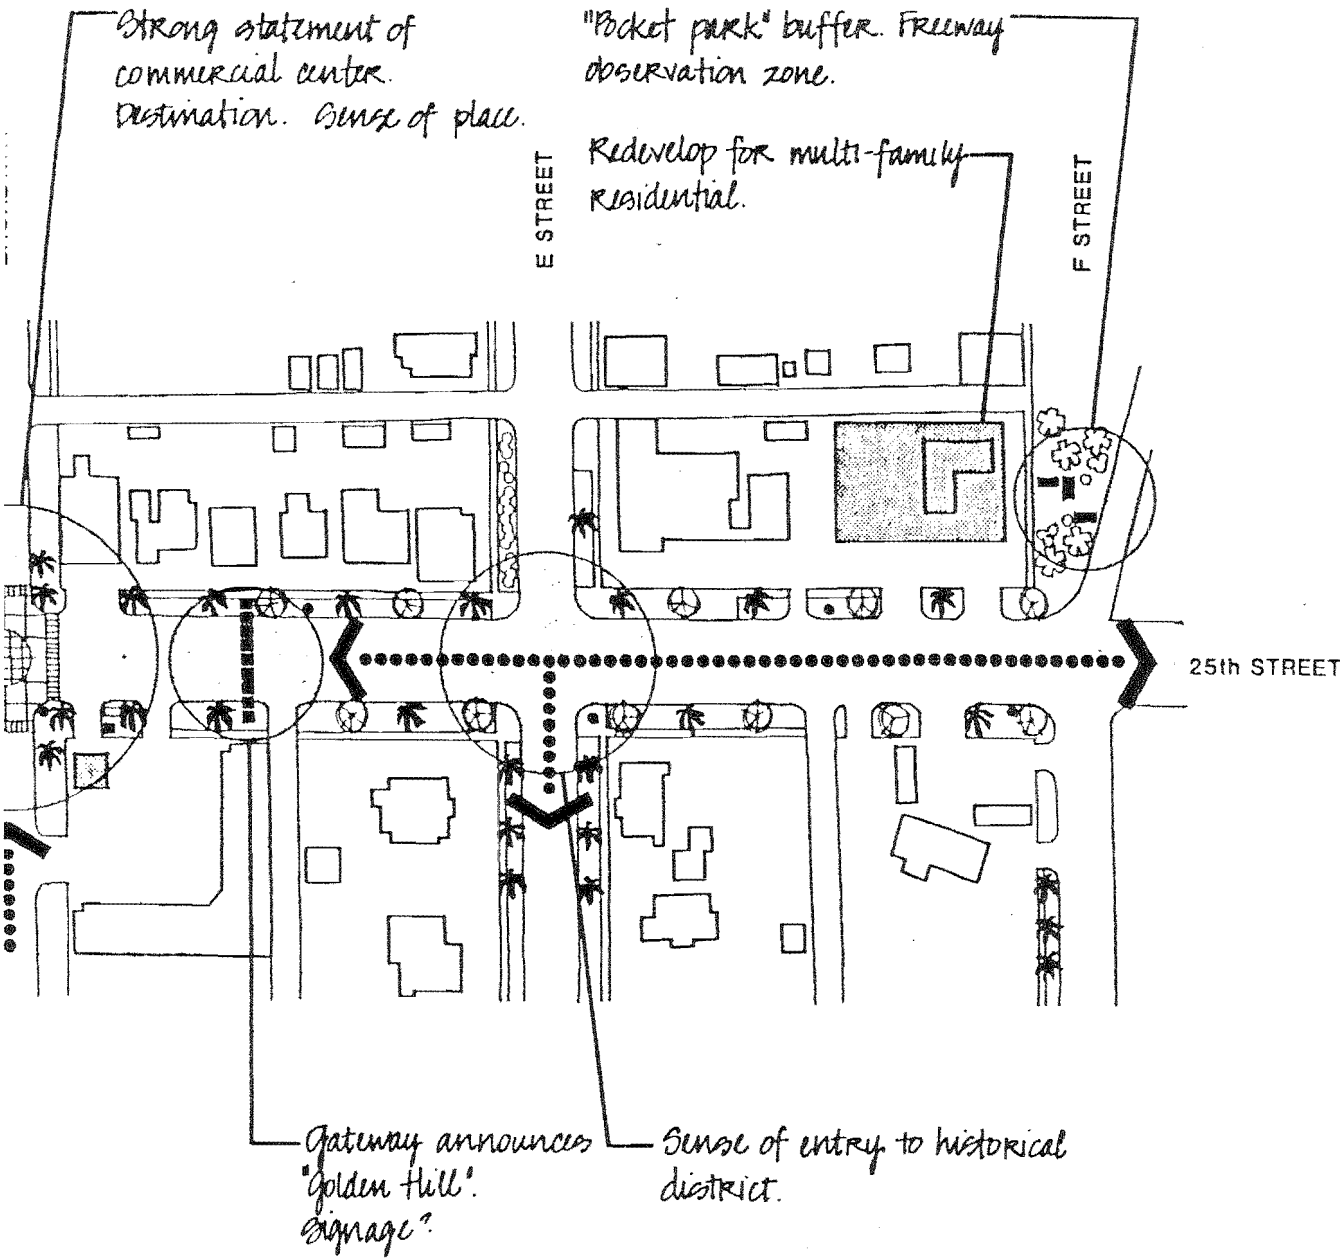 Strong statement of
commercial center.
Destination. Sense of place.
"Pocket park" buffer. Freeway
observation zone.
Redevelop for multi-family
residential.
E STREET
F STREET
25th STREET
Gateway announces
"Golden Hill".
Signage?
Sense of entry to historical
district.